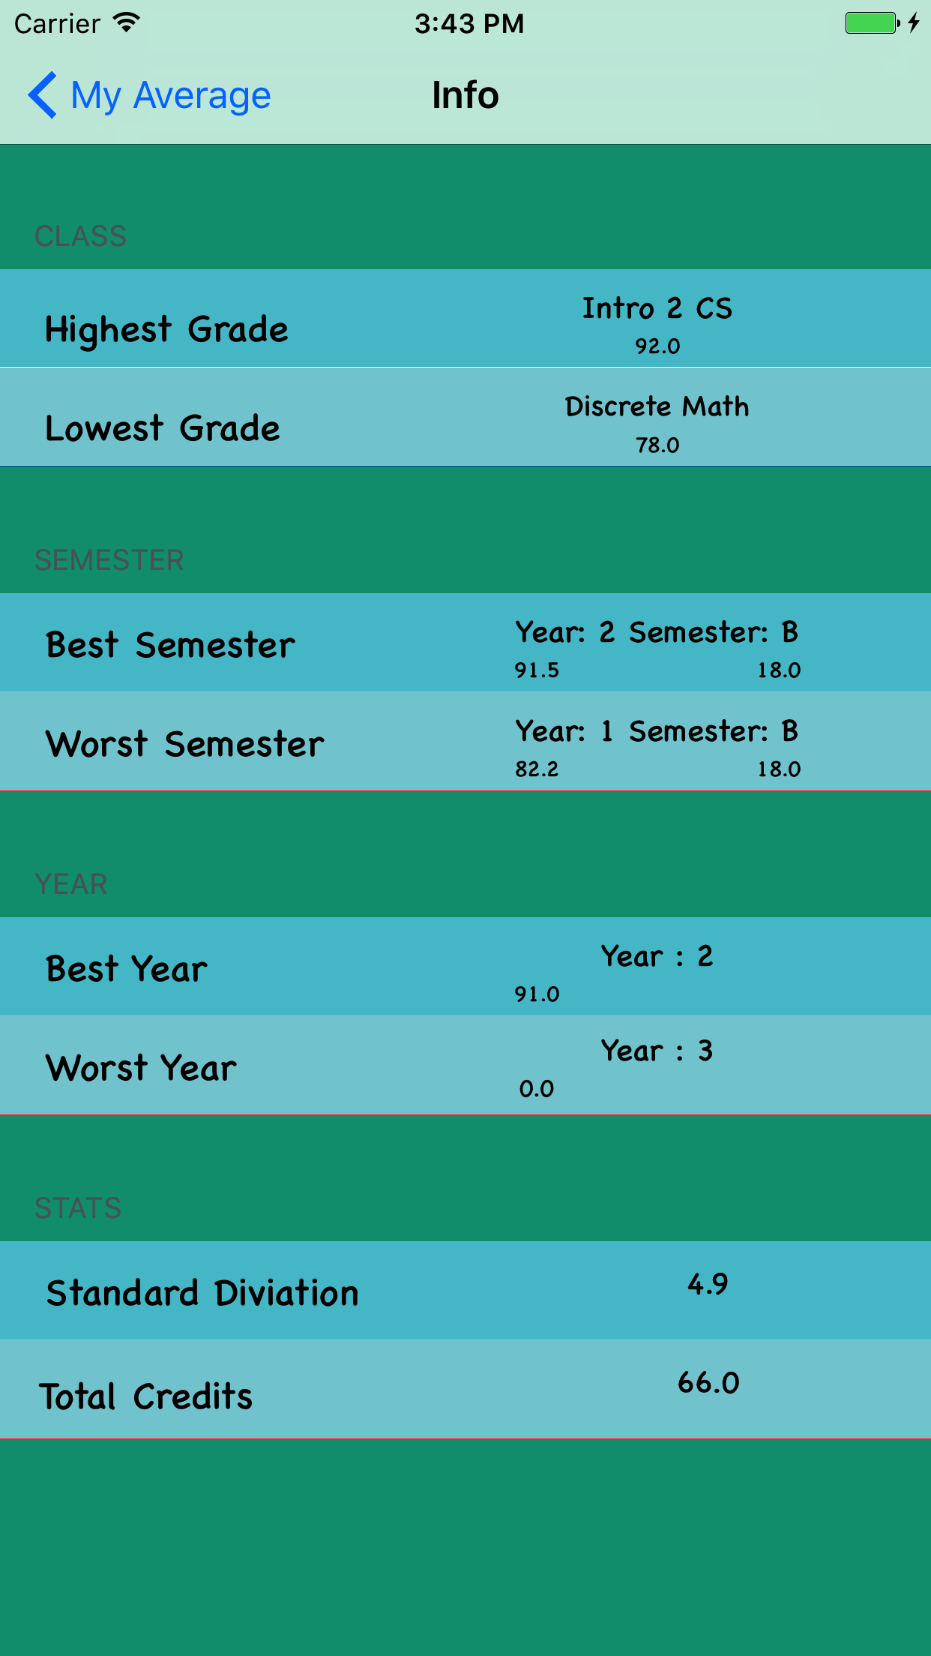 Carrier 3:43 PM
My Average Info
CLASS
Highest Grade Intro 2 CS
92.0
Lowest Grade Discrete Math
78.0
SEMESTER
Best Semester Year: 2 Semester: B
91.5 18.0
Worst Semester Year: 1 Semester: B
82.2 18.0
YEAR
Best Year Year : 2
91.0
Worst Year Year : 3
0.0
STATS
Standard Diviation 4.9
Total Credits 66.0